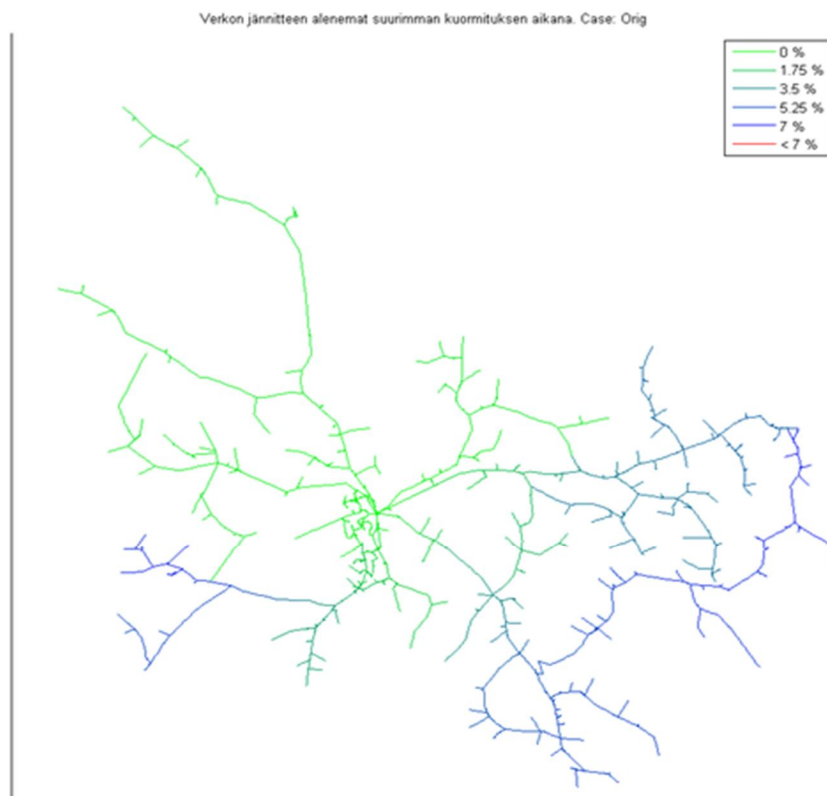 Verkon jännitteen alenemat suurimman kuormituksen aikana. Case: Orig
0 %
1.75 %
3.5 %
5.25 %
7 %
< 7 %